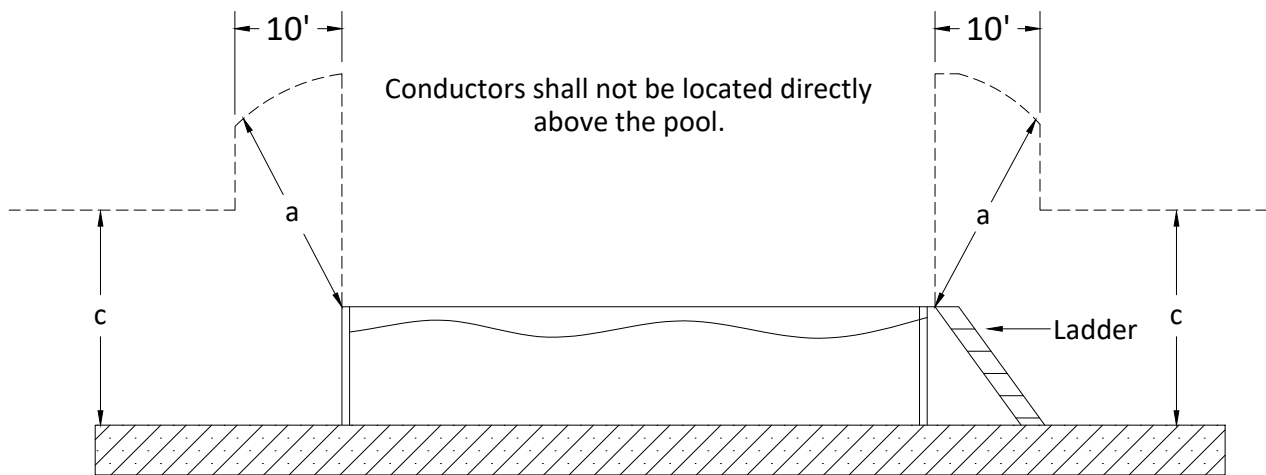 10'
10'
Conductors shall not be located directly
above the pool.
a
a
c
c
Ladder